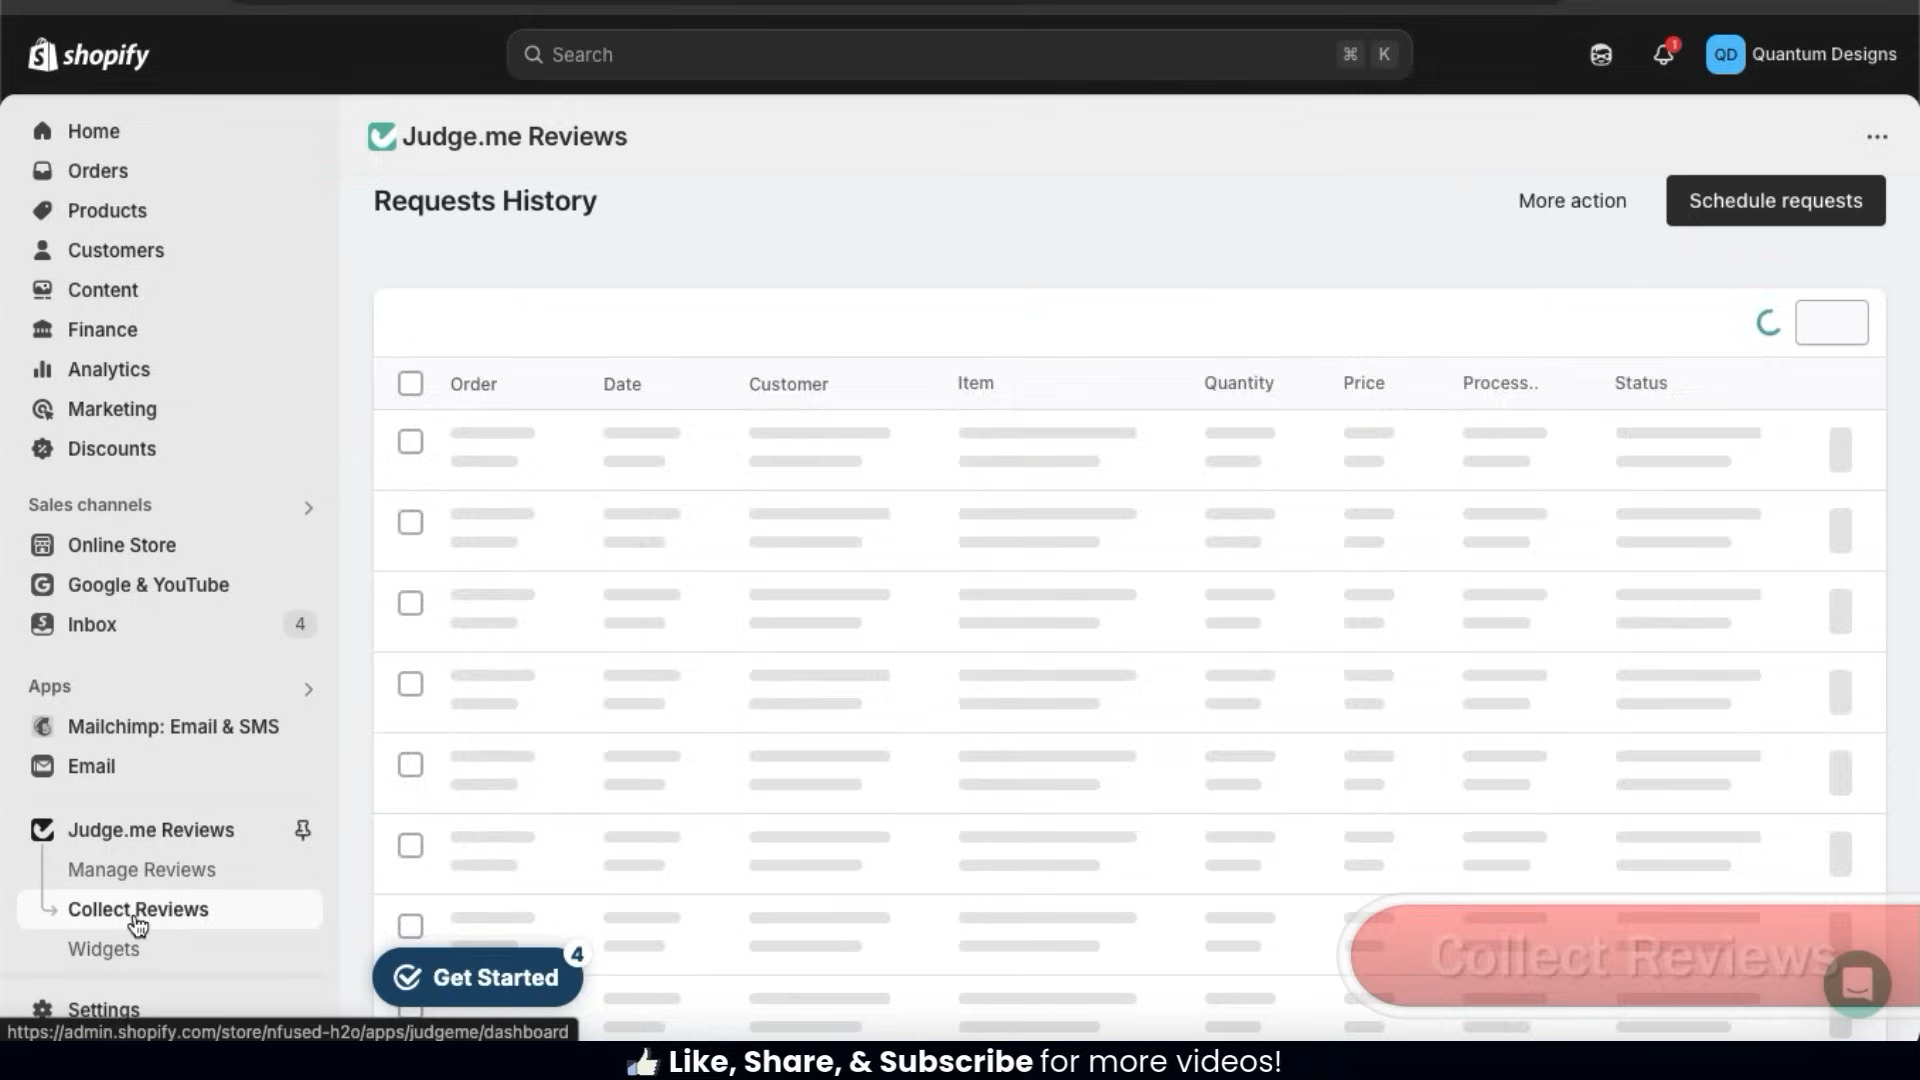 shopify
Search
⌘ K
1
QD
Quantum Designs
Home
Orders
Products
Customers
Content
Finance
Analytics
Marketing
Discounts
Sales channels
Online Store
Google & YouTube
Inbox
4
Apps
Mailchimp: Email & SMS
Email
Judge.me Reviews
Manage Reviews
Collect Reviews
Widgets
Settings
https://admin.shopify.com/store/nfused-h2o/apps/judgeme/dashboard
Judge.me Reviews
Requests History
More action
Schedule requests
Order Date Customer Item Quantity Price Process.. Status
Get Started
4
Collect Reviews
Like, Share, & Subscribe for more videos!